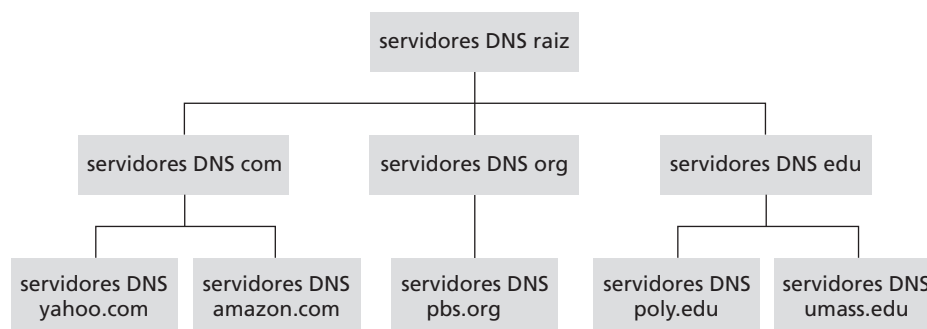 servidores DNS raiz
servidores DNS com
servidores DNS org
servidores DNS edu
servidores DNS
yahoo.com
servidores DNS
amazon.com
servidores DNS
pbs.org
servidores DNS
poly.edu
servidores DNS
umass.edu